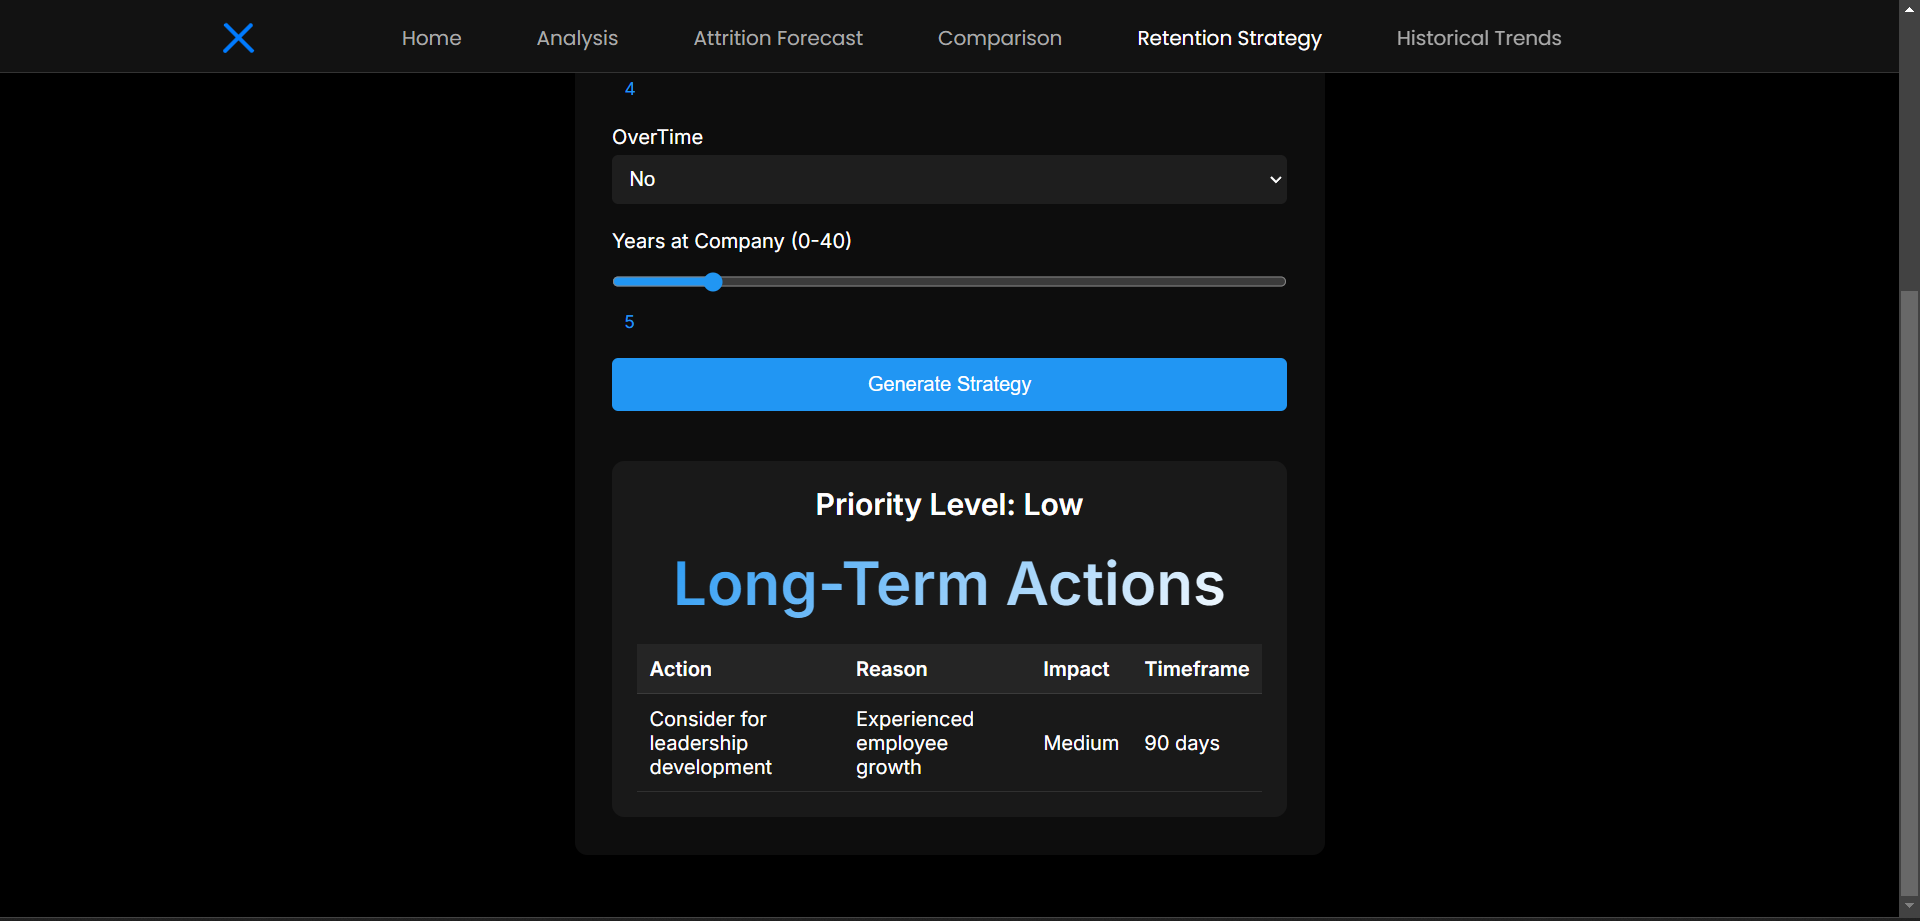 Home Analysis Attrition Forecast Comparison Retention Strategy Historical Trends
4
OverTime
No
Years at Company (0-40)
5
Generate Strategy
Priority Level: Low
Long-Term Actions
Action Reason Impact Timeframe
Consider for leadership development Experienced employee growth Medium 90 days